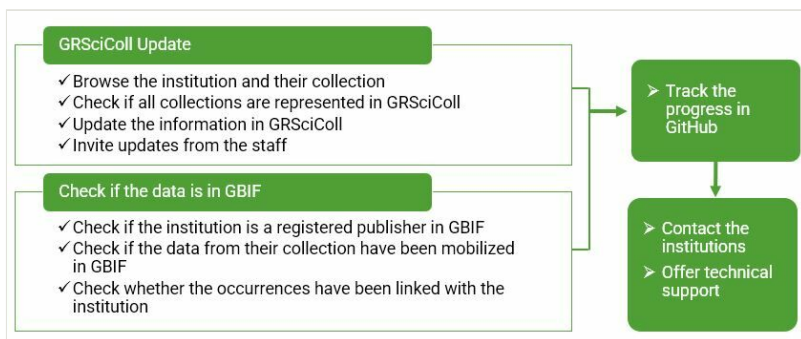 GRSciColl Update
✓Browse the institution and their collection
✓Check if all collections are represented in GRSciColl
✓Update the information in GRSciColl
✓Invite updates from the staff
Check if the data is in GBIF
✓Check if the institution is a registered publisher in GBIF
✓Check if the data from their collection have been mobilized
in GBIF
✓Check whether the occurrences have been linked with the
institution
➢ Track the
progress in
GitHub
➢ Contact the
institutions
➢ Offer technical
support